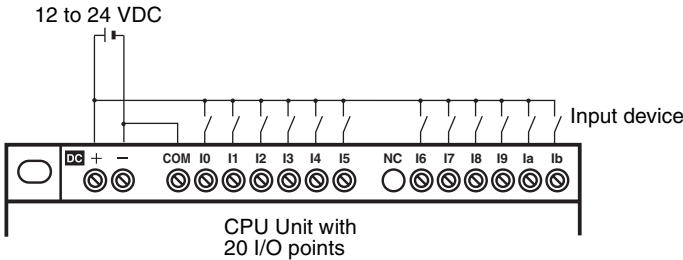 12 to 24 VDC
Input device
DC + − COM I0 I1 I2 I3 I4 I5 NC I6 I7 I8 I9 Ia Ib
CPU Unit with
20 I/O points